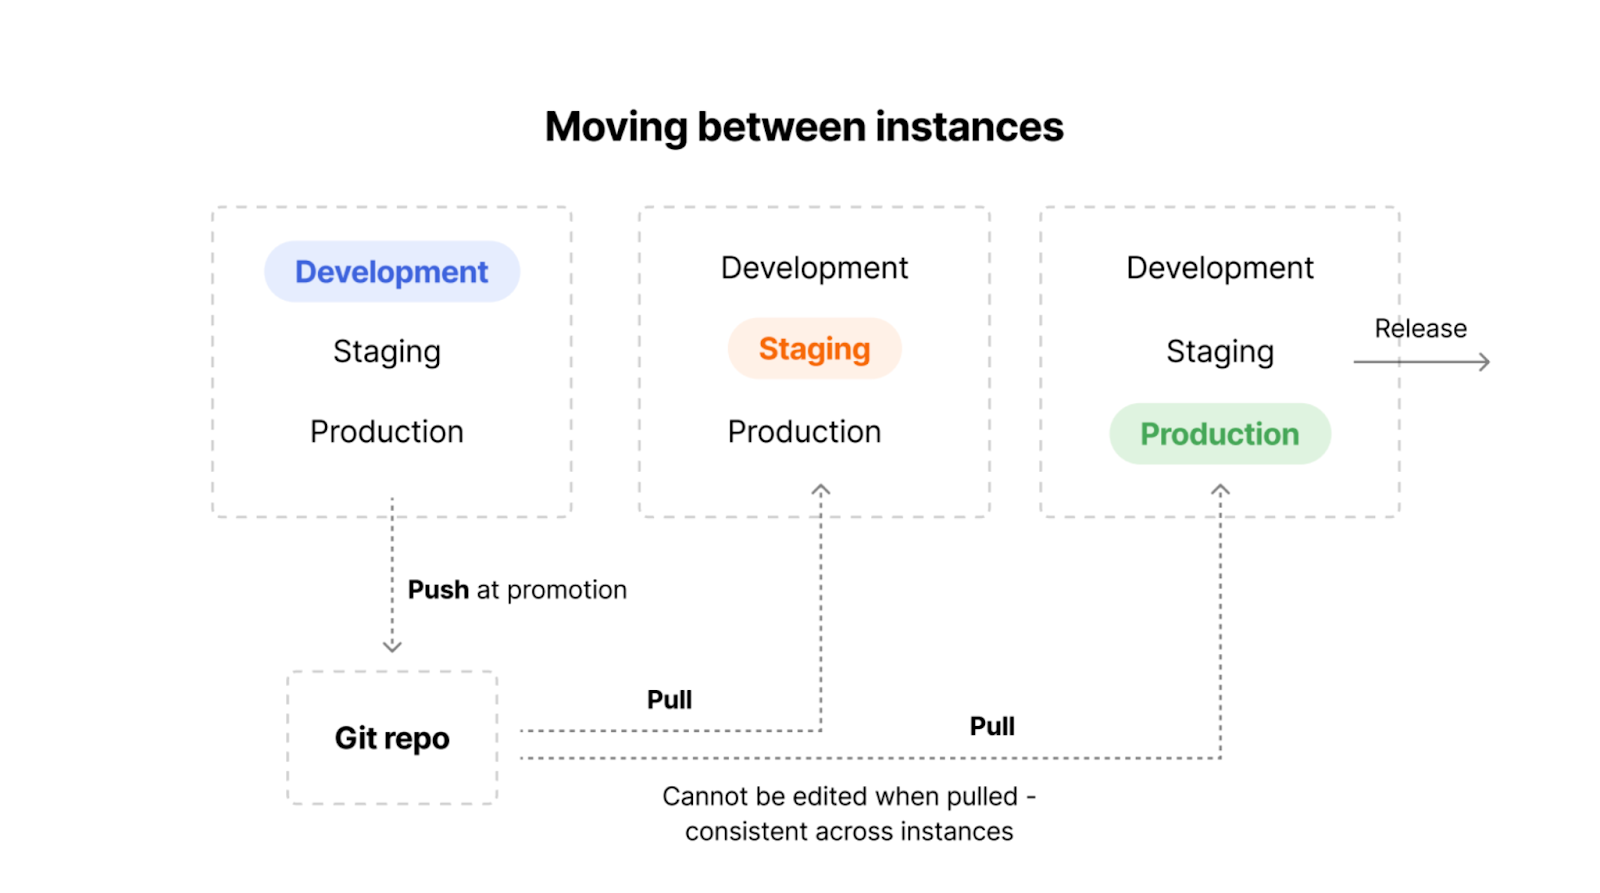 Moving between instances
Development
Staging
Production
Development
Staging
Production
Development
Staging
Production
Release
Push at promotion
Git repo
Pull
Pull
Cannot be edited when pulled -
consistent across instances